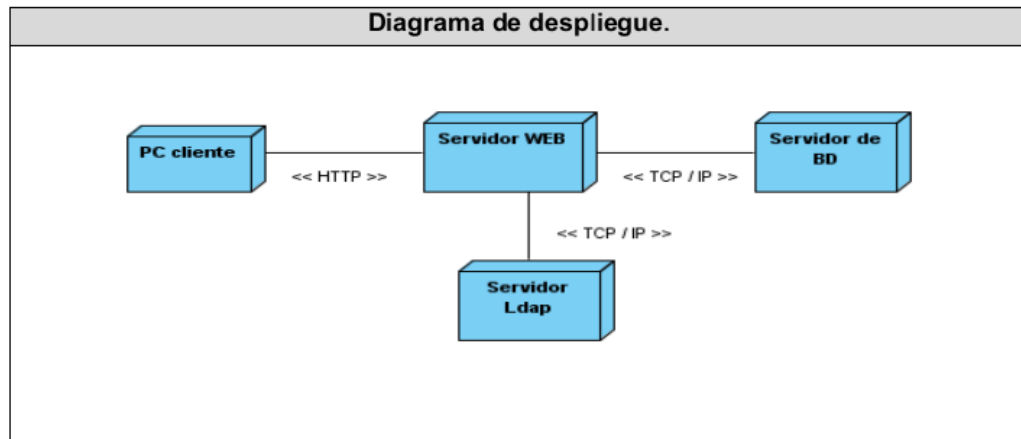 Diagrama de despliegue.
PC cliente
<< HTTP >>
Servidor WEB
<< TCP / IP >>
Servidor de
BD
<< TCP / IP >>
Servidor
Ldap